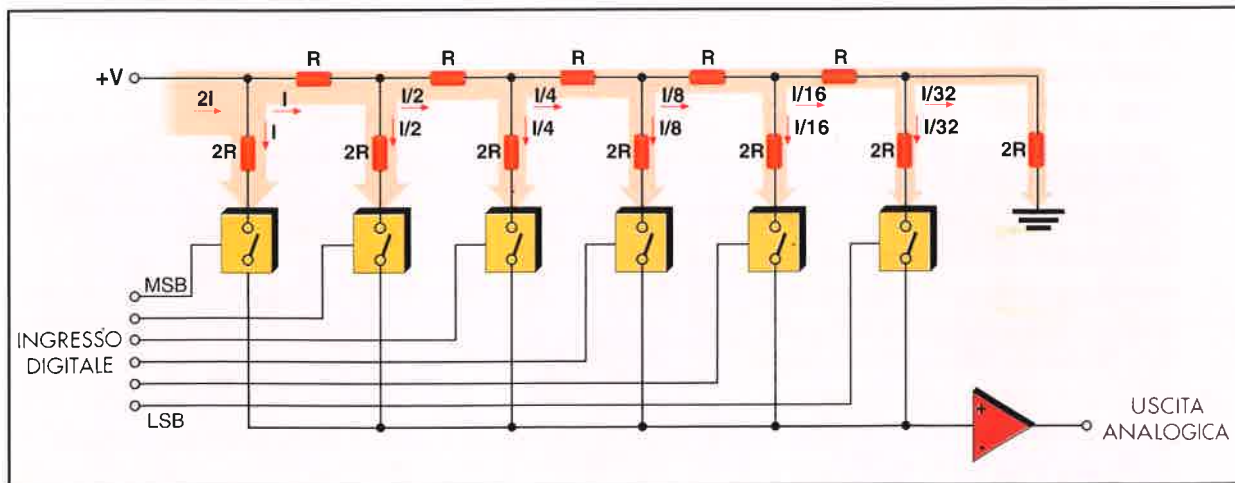 R R R R R
+V
2I I I/2 I/4 I/8 I/16 I/32
I I/2 I/4 I/8 I/16 I/32
2R 2R 2R 2R 2R 2R 2R
MSB
INGRESSO
DIGITALE
LSB
+
-
USCITA
ANALOGICA